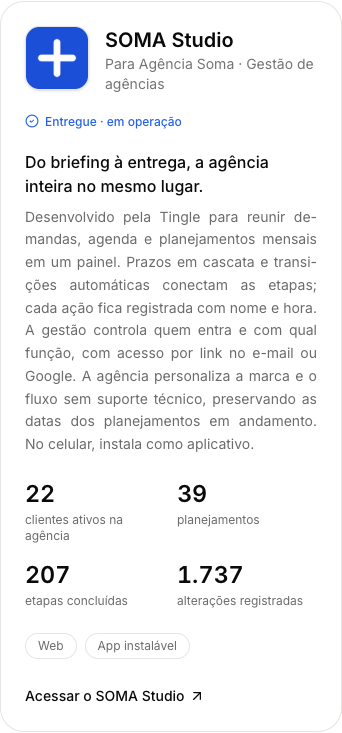 SOMA Studio
Para Agência Soma · Gestão de
agências
Entregue · em operação
Do briefing à entrega, a agência
inteira no mesmo lugar.
Desenvolvido pela Tingle para reunir de-
mandas, agenda e planejamentos mensais
em um painel. Prazos em cascata e transi-
ções automáticas conectam as etapas;
cada ação fica registrada com nome e hora.
A gestão controla quem entra e com qual
função, com acesso por link no e-mail ou
Google. A agência personaliza a marca e o
fluxo sem suporte técnico, preservando as
datas dos planejamentos em andamento.
No celular, instala como aplicativo.
22
clientes ativos na
agência
39
planejamentos
207
etapas concluídas
1.737
alterações registradas
Web
App instalável
Acessar o SOMA Studio